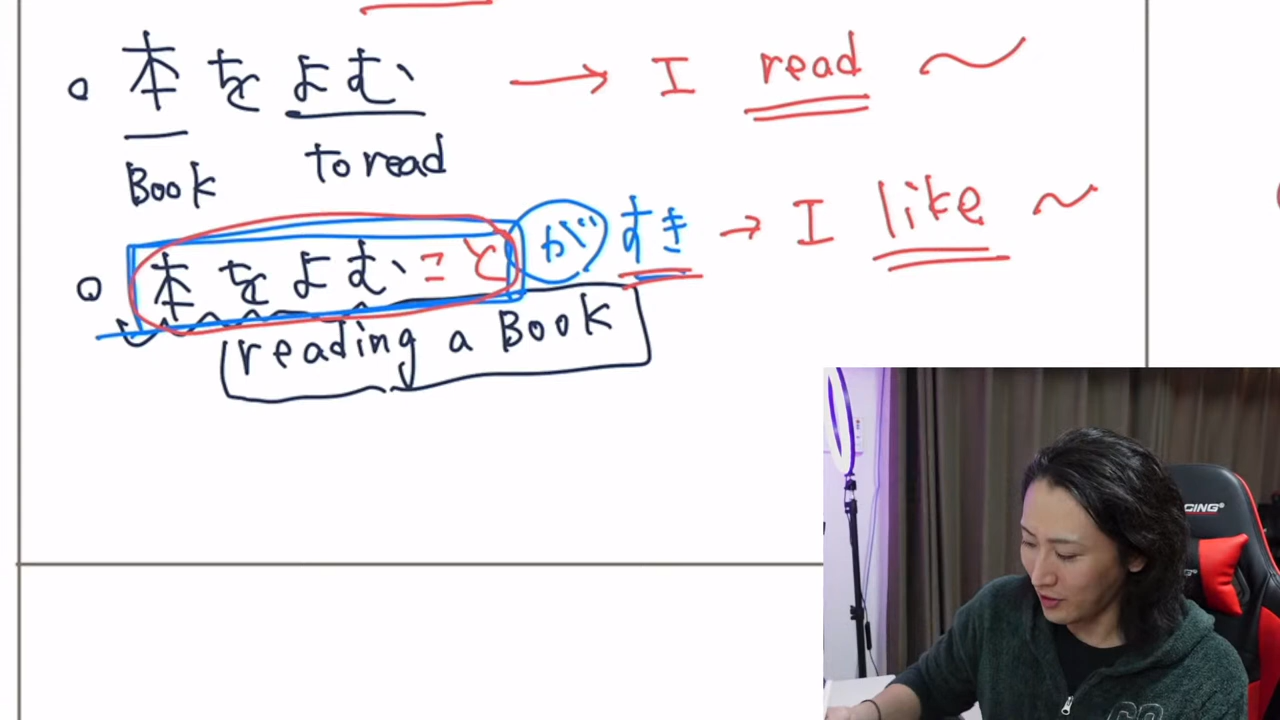 本をよむ → I read ~
Book to read
本をよむことがすき → I like ~
reading a Book
CING